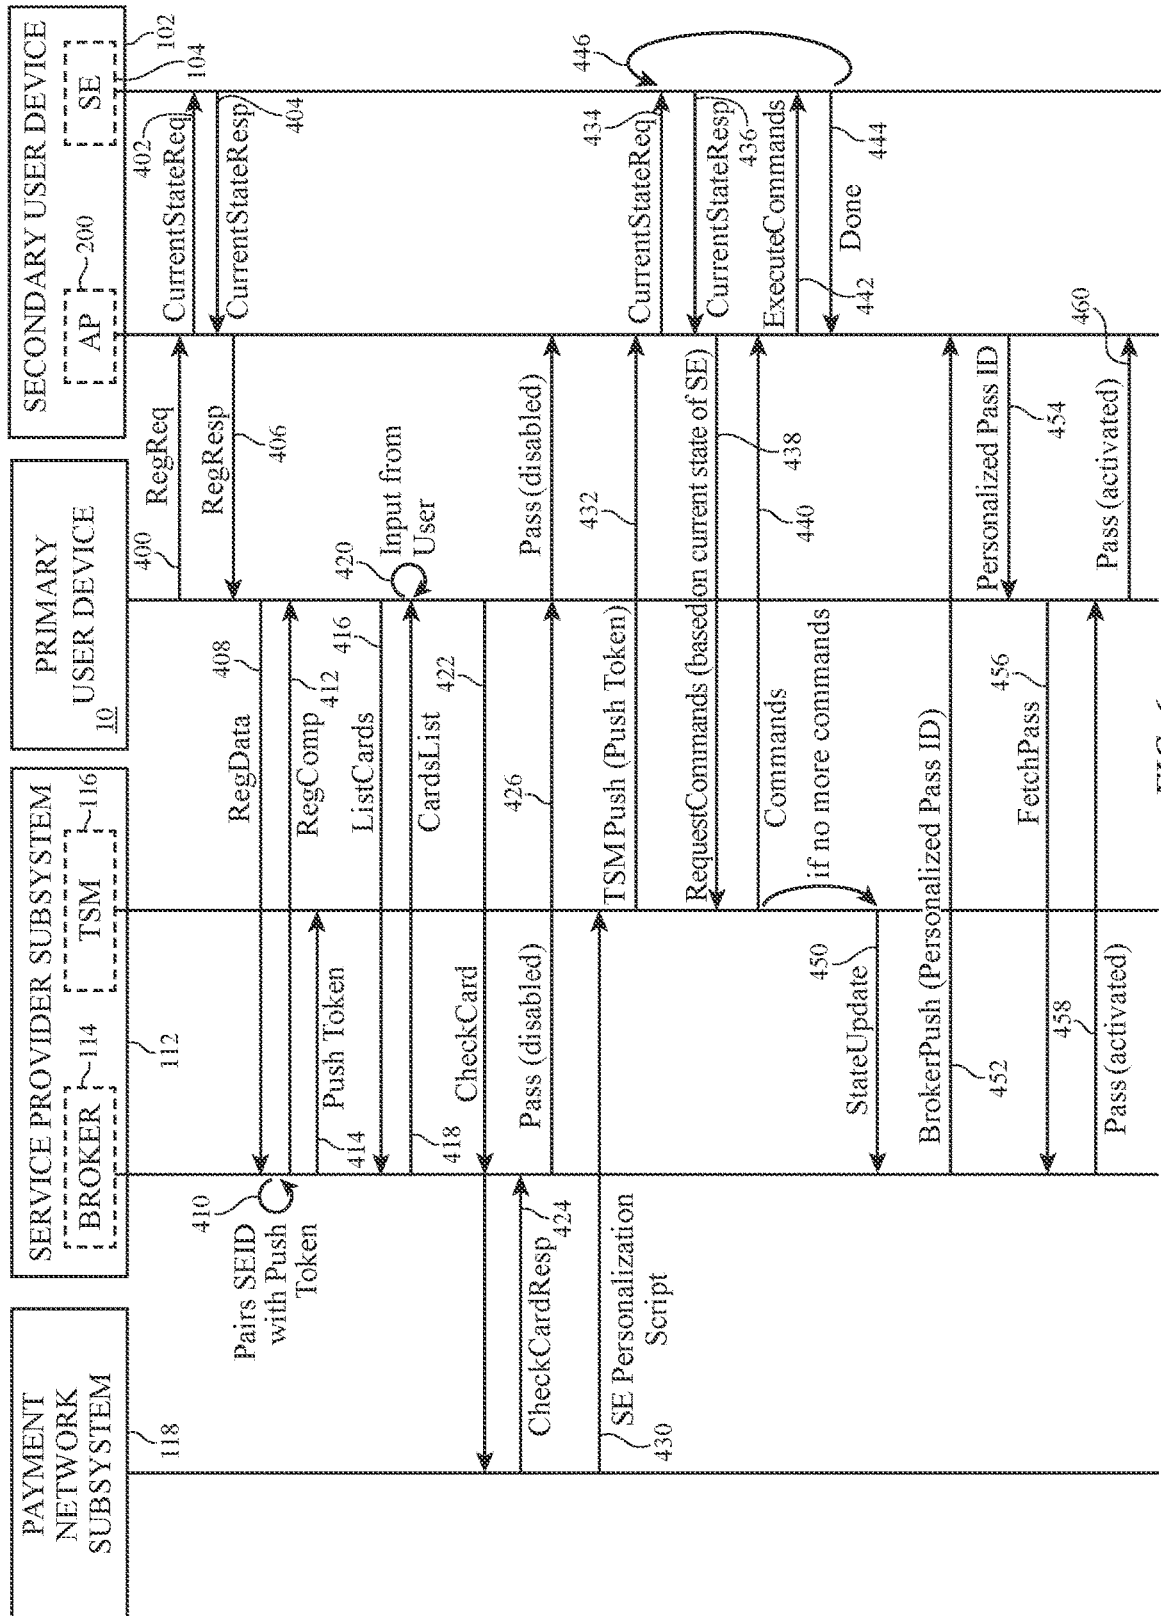 PAYMENT
NETWORK
SUBSYSTEM
118
SERVICE PROVIDER SUBSYSTEM
BROKER
114
TSM
116
112
PRIMARY
USER DEVICE
10
SECONDARY USER DEVICE
AP
200
SE
104
102
400
RegReq
CurrentStateReq
402
CurrentStateResp
404
RegResp
406
RegData
408
410
Pairs SEID
with Push
Token
RegComp
412
Push Token
414
ListCards
416
CardsList
418
420
Input from
User
CheckCard
422
CheckCardResp
424
Pass (disabled)
426
Pass (disabled)
SE Personalization
Script
430
TSMPush (Push Token)
432
CurrentStateReq
434
CurrentStateResp
436
RequestCommands (based on current state of SE)
438
Commands
440
ExecuteCommands
442
Done
444
446
if no more commands
StateUpdate
450
BrokerPush (Personalized Pass ID)
452
Personalized Pass ID
454
FetchPass
456
Pass (activated)
458
Pass (activated)
460